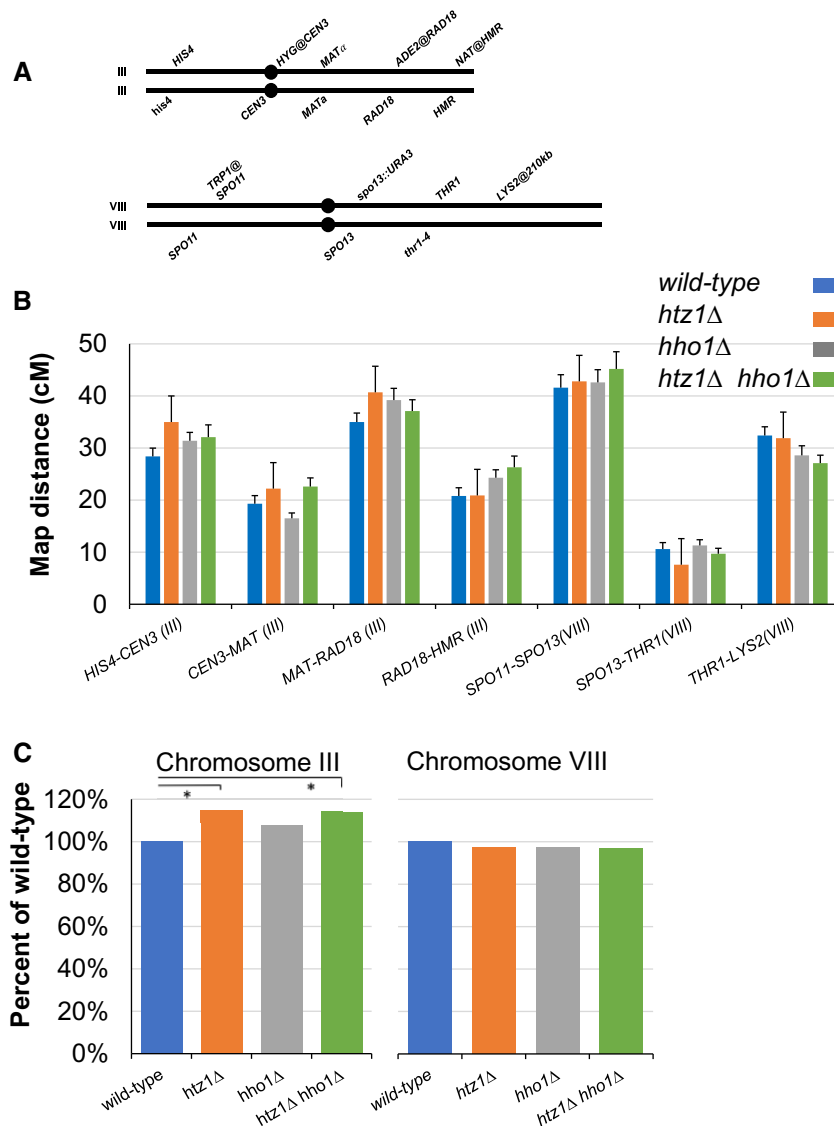 A
HIS4
HYG@CEN3
MATα
ADE2@RAD18
NAT@HMR
III
III
his4
CEN3
MATa
RAD18
HMR
TRP1@
SPO11
spo13::URA3
THR1
LYS2@210kb
VIII
VIII
SPO11
SPO13
thr1-4
B
wild-type
htz1Δ
hho1Δ
htz1Δ hho1Δ
Map distance (cM)
50
40
30
20
10
0
HIS4-CEN3 (III)
CEN3-MAT (III)
MAT-RAD18 (III)
RAD18-HMR (III)
SPO11-SPO13(VIII)
SPO13-THR1(VIII)
THR1-LYS2(VIII)
C
Chromosome III
Chromosome VIII
* *
Percent of wild-type
120%
100%
80%
60%
40%
20%
0%
wild-type
htz1Δ
hho1Δ
htz1Δ hho1Δ
wild-type
htz1Δ
hho1Δ
htz1Δ hho1Δ